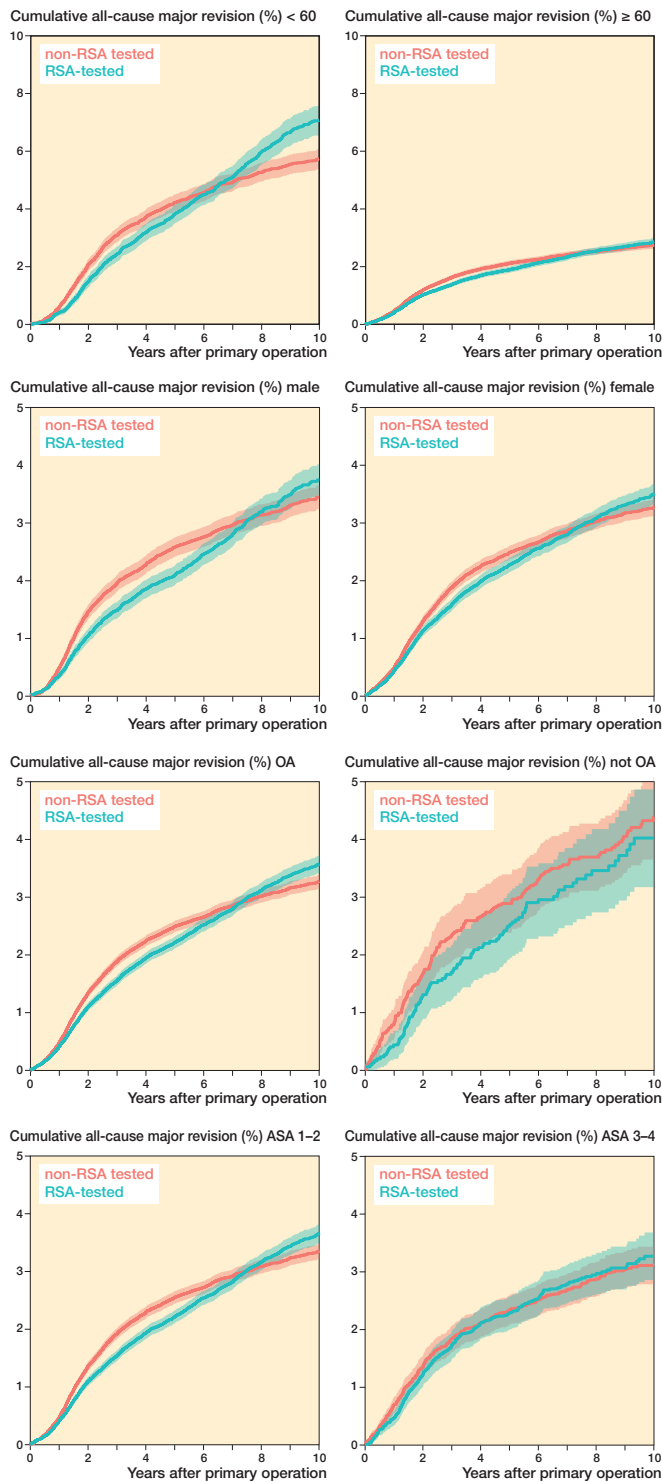 Cumulative all-cause major revision (%) < 60
10
8
6
4
2
0
non-RSA tested
RSA-tested
0 2 4 6 8 10
Years after primary operation
Cumulative all-cause major revision (%) ≥ 60
10
8
6
4
2
0
non-RSA tested
RSA-tested
0 2 4 6 8 10
Years after primary operation
Cumulative all-cause major revision (%) male
5
4
3
4
1
0
non-RSA tested
RSA-tested
0 2 4 6 8 10
Years after primary operation
Cumulative all-cause major revision (%) female
5
4
3
4
1
0
non-RSA tested
RSA-tested
0 2 4 6 8 10
Years after primary operation
Cumulative all-cause major revision (%) OA
5
4
3
2
1
0
non-RSA tested
RSA-tested
0 2 4 6 8 10
Years after primary operation
Cumulative all-cause major revision (%) not OA
5
4
3
2
1
0
non-RSA tested
RSA-tested
0 2 4 6 8 10
Years after primary operation
Cumulative all-cause major revision (%) ASA 1–2
5
4
3
2
1
0
non-RSA tested
RSA-tested
0 2 4 6 8 10
Years after primary operation
Cumulative all-cause major revision (%) ASA 3–4
5
4
3
2
1
0
non-RSA tested
RSA-tested
0 2 4 6 8 10
Years after primary operation